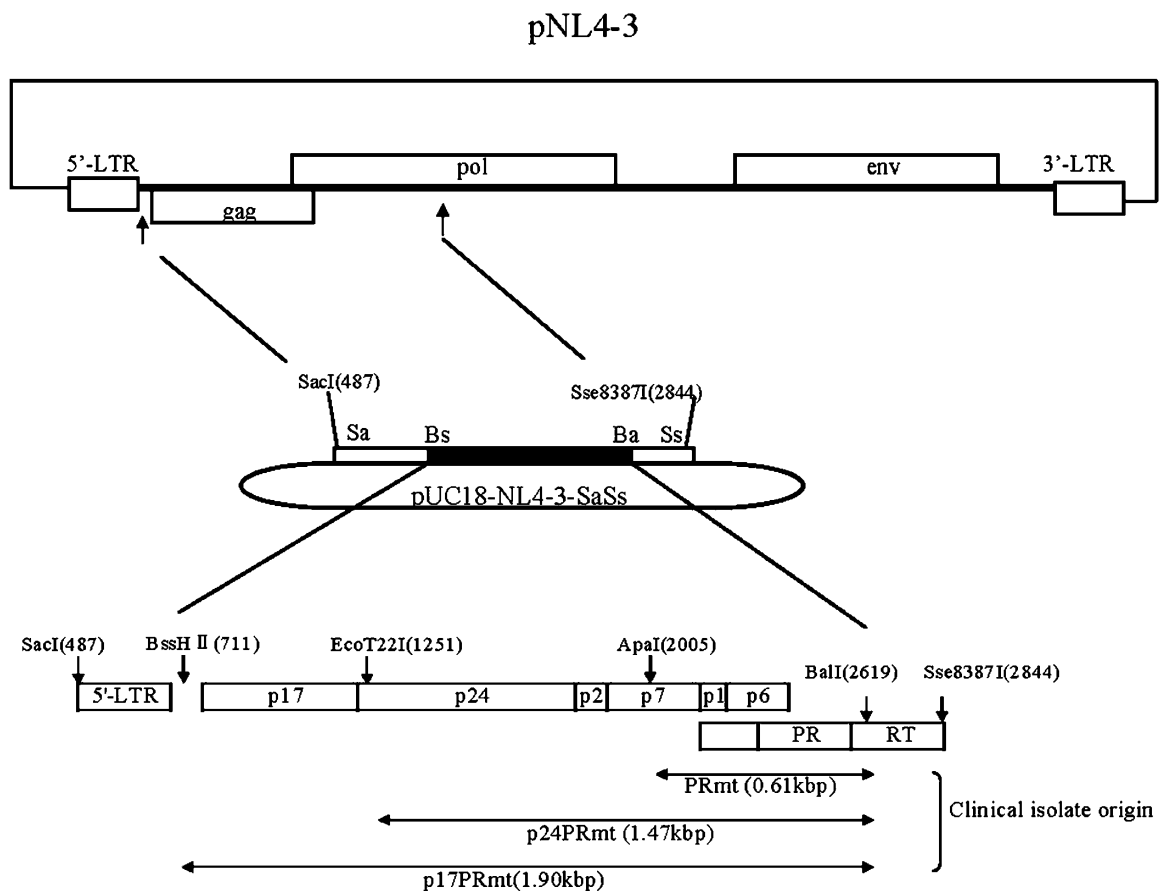 pNL4-3
5’-LTR
pol
env
3’-LTR
gag
SacI(487)
Sse8387I(2844)
Sa
Bs
Ba
Ss
pUC18-NL4-3-SaSs
SacI(487)
BssH Ⅱ (711)
EcoT22I(1251)
ApaI(2005)
BalI(2619)
Sse8387I(2844)
5'-LTR
p17
p24
p2
p7
p1
p6
PR
RT
PRmt (0.61kbp)
p24PRmt (1.47kbp)
p17PRmt(1.90kbp)
Clinical isolate origin